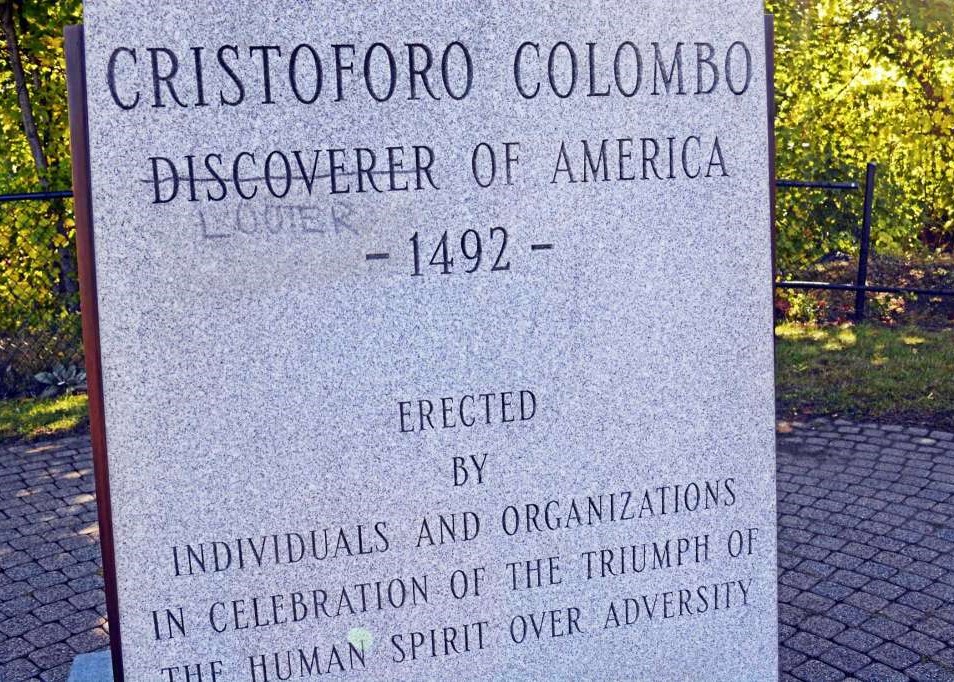 CRISTOFORO COLOMBO
DISCOVERER OF AMERICA
LOOTER
- 1492 -
ERECTED
BY
INDIVIDUALS AND ORGANIZATIONS
IN CELEBRATION OF THE TRIUMPH OF
THE HUMAN SPIRIT OVER ADVERSITY